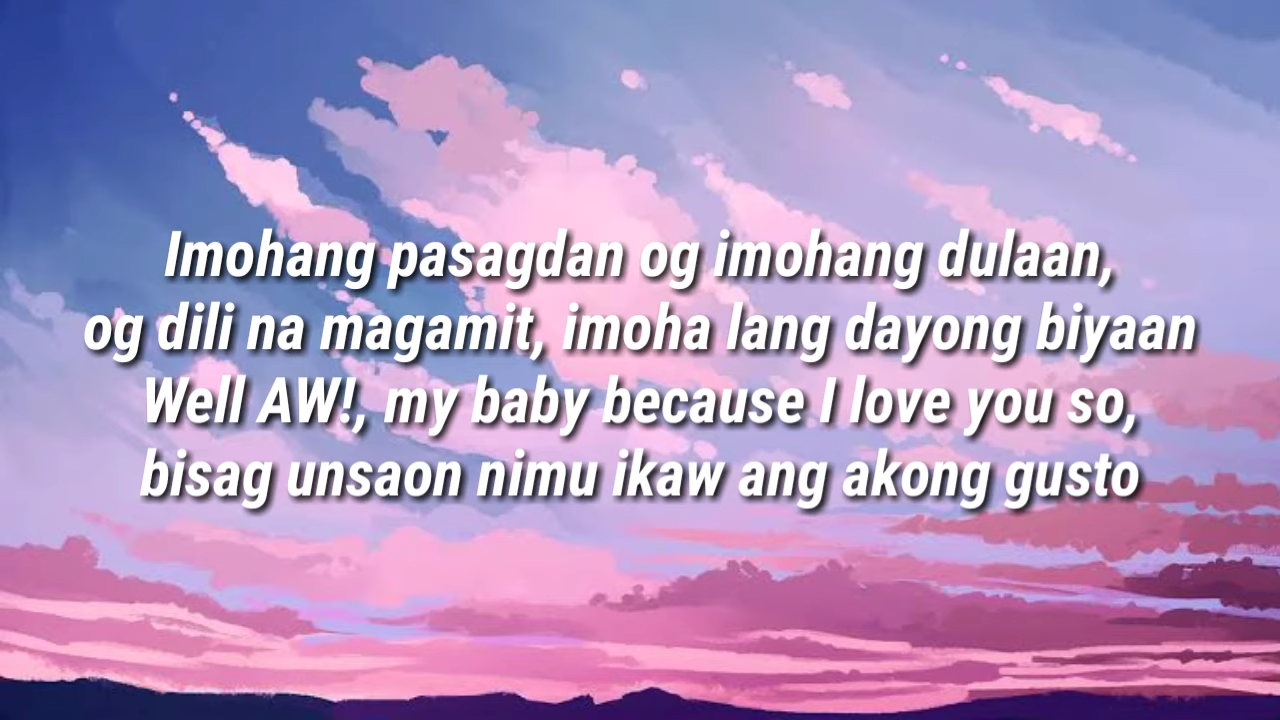 Imohang pasagdan og imohang dulaan,
og dili na magamit, imoha lang dayong biyaan
Well AW!, my baby because I love you so,
bisag unsaon nimu ikaw ang akong gusto